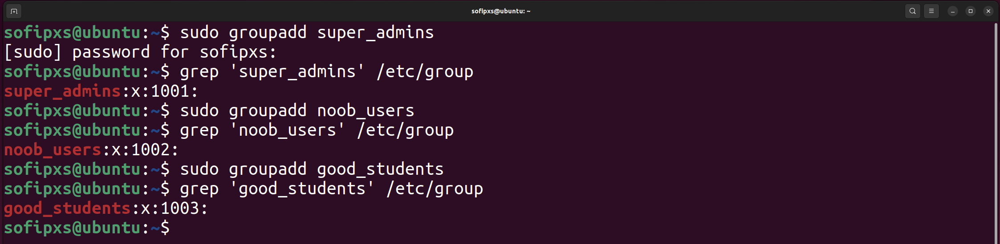 sofipxs@ubuntu: ~
sofipxs@ubuntu:~$ sudo groupadd super_admins
[sudo] password for sofipxs:
sofipxs@ubuntu:~$ grep 'super_admins' /etc/group
super_admins:x:1001:
sofipxs@ubuntu:~$ sudo groupadd noob_users
sofipxs@ubuntu:~$ grep 'noob_users' /etc/group
noob_users:x:1002:
sofipxs@ubuntu:~$ sudo groupadd good_students
sofipxs@ubuntu:~$ grep 'good_students' /etc/group
good_students:x:1003:
sofipxs@ubuntu:~$